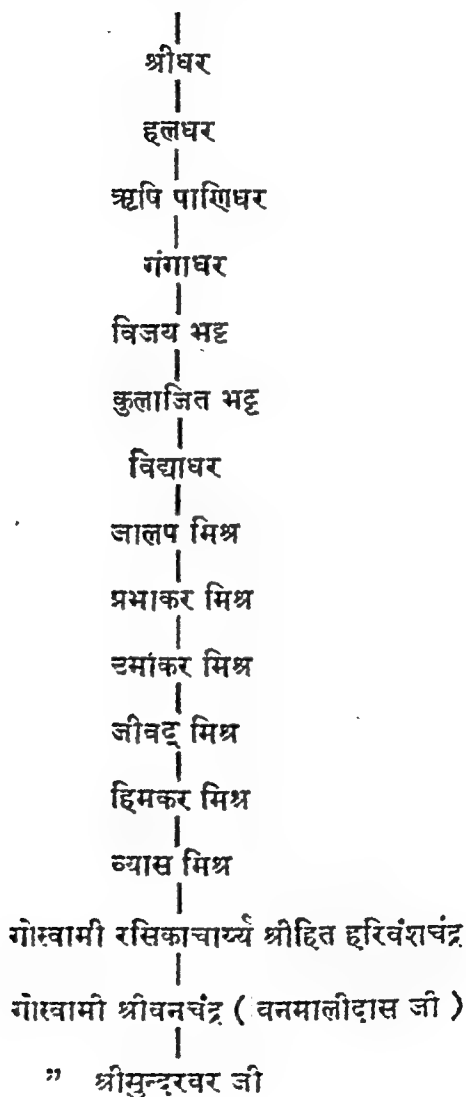 श्रीधर
हलधर
ऋषि पाणिधर
गंगाधर
विजय भट्ट
कुलाजित भट्ट
विद्याधर
जालप मिश्र
प्रभाकर मिश्र
उमांकर मिश्र
जीवद् मिश्र
हिमकर मिश्र
व्यास मिश्र
गोस्वामी रसिकाचार्य्य श्रीहित हरिवंशचंद्र
गोस्वामी श्रीवनचंद्र ( वनमालीदास जी )
” श्रीसुन्दरवर जी